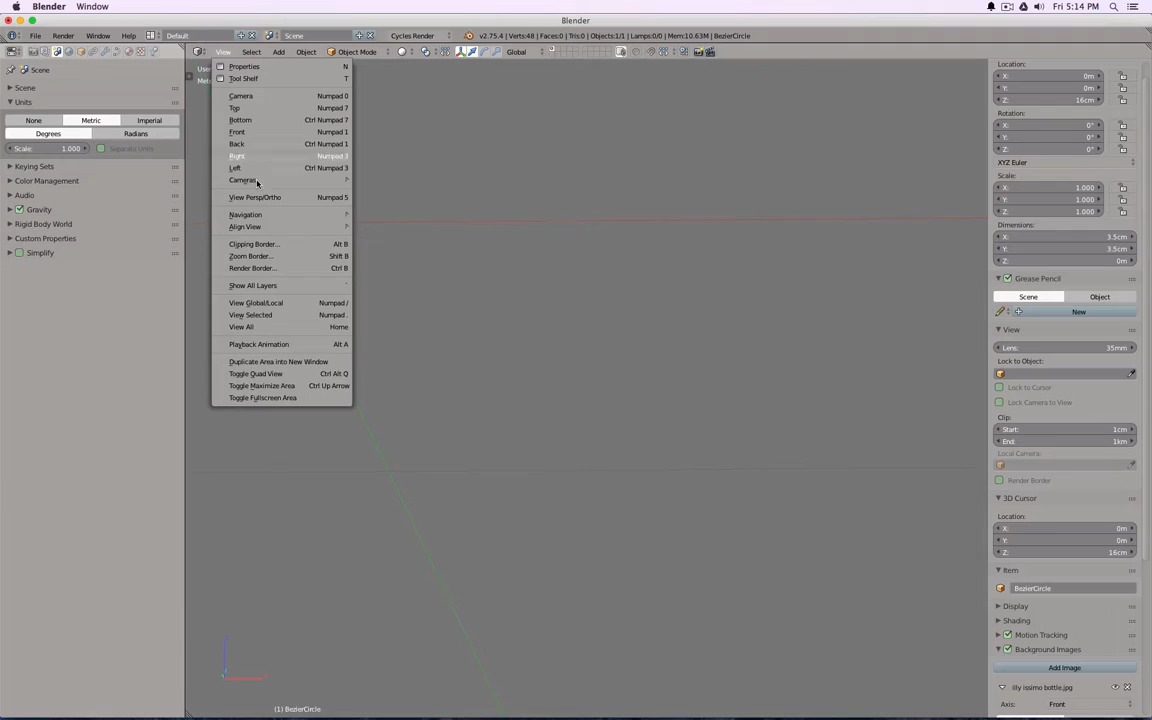 Blender Window Fri 5:14 PM
Blender
File Render Window Help Default Scene Cycles Render v2.75.4 | Verts:48 | Faces:0 | Tris:0 | Objects:1/1 | Lamps:0/0 | Mem:10.63M | BezierCircle
View Select Add Object Object Mode Global
Scene
Scene
Units
None Metric Imperial
Degrees Radians
Scale: 1.000 Separate Units
Keying Sets
Color Management
Audio
Gravity
Rigid Body World
Custom Properties
Simplify
Properties N
Tool Shelf T
Camera Numpad 0
Top Numpad 7
Bottom Ctrl Numpad 7
Front Numpad 1
Back Ctrl Numpad 1
Right Numpad 3
Left Ctrl Numpad 3
Cameras
View Persp/Ortho Numpad 5
Navigation
Align View
Clipping Border... Alt B
Zoom Border... Shift B
Render Border... Ctrl B
Show All Layers
View Global/Local Numpad /
View Selected Numpad .
View All Home
Playback Animation Alt A
Duplicate Area into New Window
Toggle Quad View Ctrl Alt Q
Toggle Maximize Area Ctrl Up Arrow
Toggle Fullscreen Area
(1) BezierCircle
Location:
X: 0m
Y: 0m
Z: 16cm
Rotation:
X: 0°
Y: 0°
Z: 0°
XYZ Euler
Scale:
X: 1.000
Y: 1.000
Z: 1.000
Dimensions:
X: 3.5cm
Y: 3.5cm
Z: 0m
Grease Pencil
Scene Object
New
View
Lens: 35mm
Lock to Object:
Lock to Cursor
Lock Camera to View
Clip:
Start: 1cm
End: 1km
Local Camera:
Render Border
3D Cursor
Location:
X: 0m
Y: 0m
Z: 16cm
Item
BezierCircle
Display
Shading
Motion Tracking
Background Images
Add Image
illy issimo bottle.jpg
Axis: Front